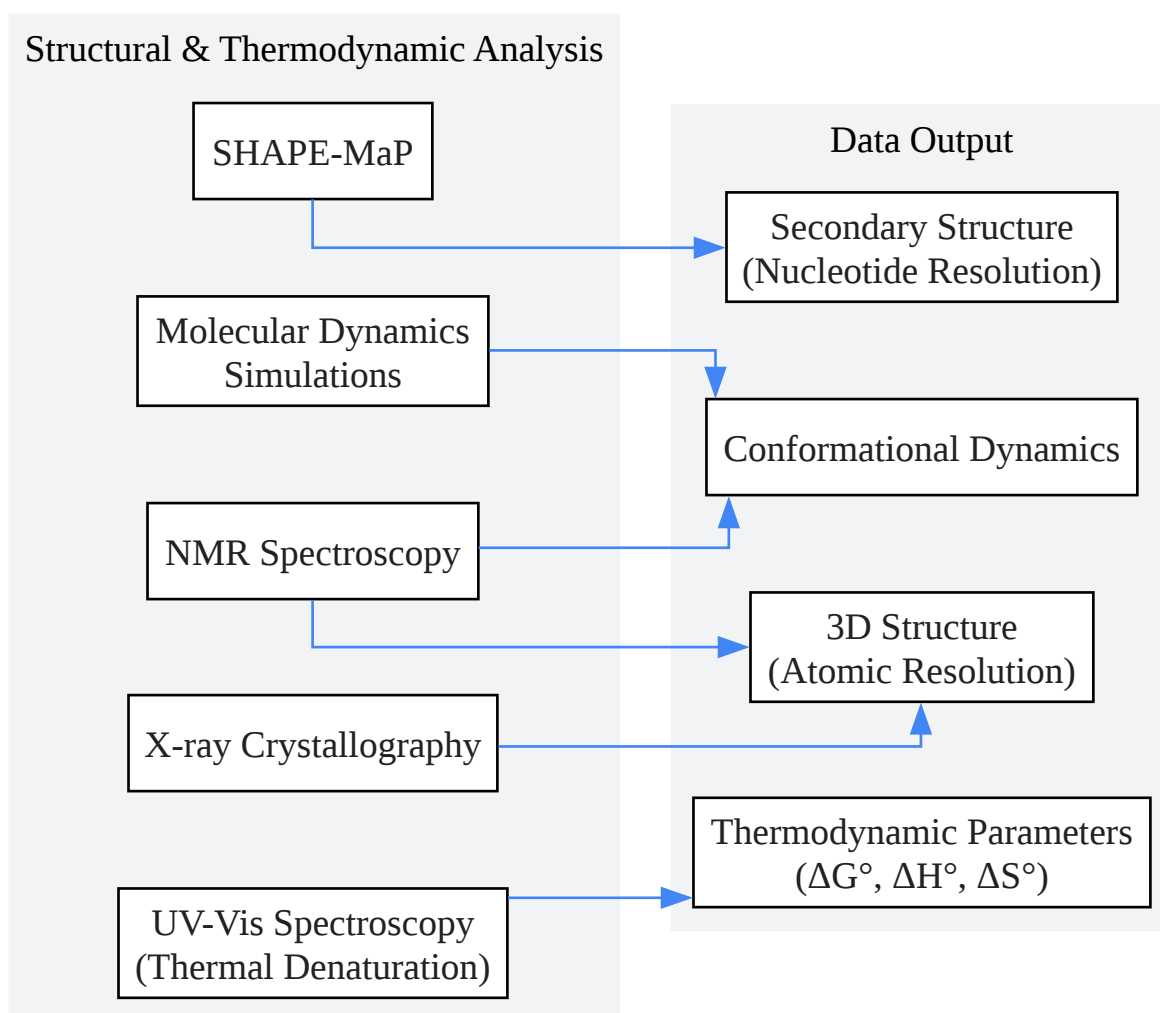 Structural & Thermodynamic Analysis
SHAPE-MaP
Molecular Dynamics
Simulations
NMR Spectroscopy
X-ray Crystallography
UV-Vis Spectroscopy
(Thermal Denaturation)
Data Output
Secondary Structure
(Nucleotide Resolution)
Conformational Dynamics
3D Structure
(Atomic Resolution)
Thermodynamic Parameters
(ΔG°, ΔH°, ΔS°)